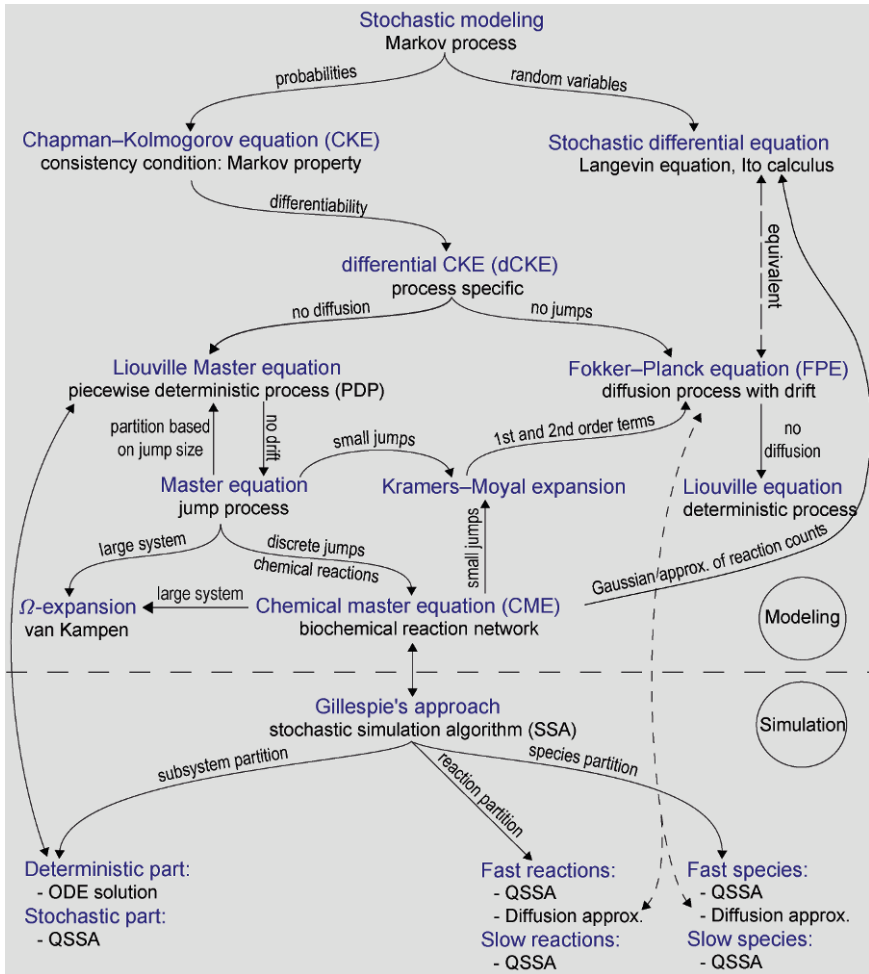 Stochastic modeling
Markov process
probabilities
random variables
Chapman–Kolmogorov equation (CKE)
consistency condition: Markov property
Stochastic differential equation
Langevin equation, Ito calculus
differentiability
equivalent
differential CKE (dCKE)
process specific
no diffusion
no jumps
Liouville Master equation
piecewise deterministic process (PDP)
Fokker–Planck equation (FPE)
diffusion process with drift
partition based
on jump size
no drift
small jumps
1st and 2nd order terms
no
diffusion
Master equation
jump process
Kramers–Moyal expansion
Liouville equation
deterministic process
large system
discrete jumps
chemical reactions
small jumps
Gaussian approx. of reaction counts
Ω-expansion
van Kampen
large system
Chemical master equation (CME)
biochemical reaction network
Modeling
Gillespie's approach
stochastic simulation algorithm (SSA)
Simulation
subsystem partition
reaction partition
species partition
Deterministic part:
- ODE solution
Stochastic part:
- QSSA
Fast reactions:
- QSSA
- Diffusion approx.
Slow reactions:
- QSSA
Fast species:
- QSSA
- Diffusion approx.
Slow species:
- QSSA